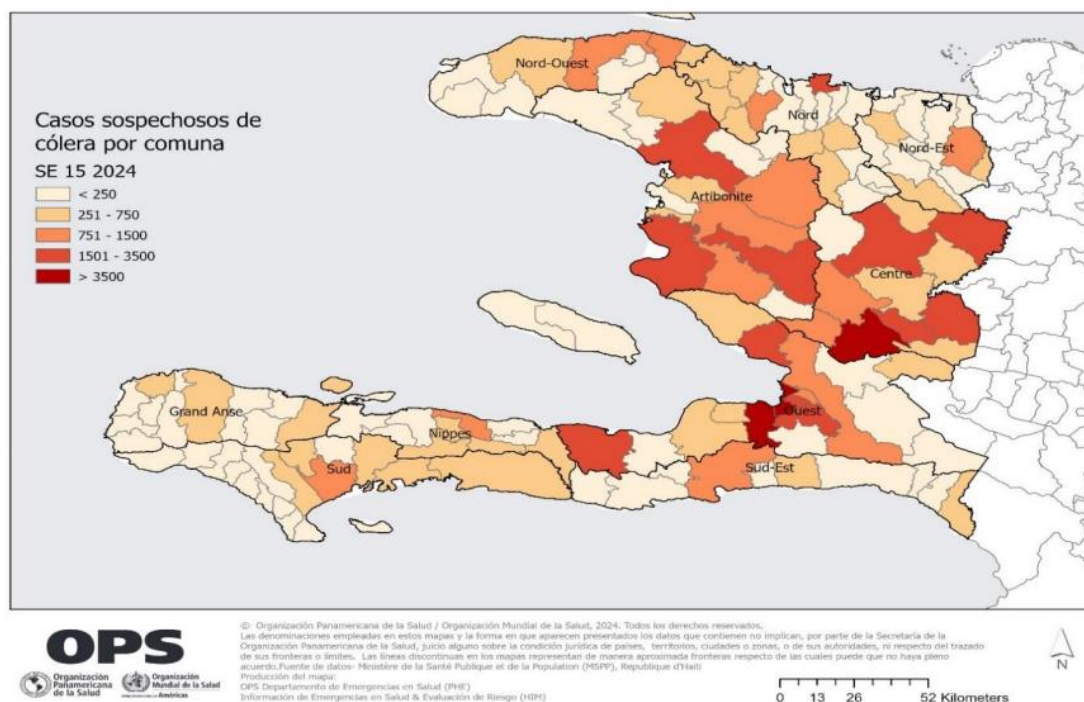 Casos sospechosos de
cólera por comuna
SE 15 2024
< 250
251 - 750
751 - 1500
1501 - 3500
> 3500
Nord-Ouest
Nord
Nord-Est
Artibonite
Centre
Grand Anse
Nippes
Ouest
Sud
Sud-Est
OPS
Organización
Panamericana
de la Salud
Organización
Mundial de la Salud
Américas
© Organización Panamericana de la Salud / Organización Mundial de la Salud, 2024. Todos los derechos reservados.
Las denominaciones empleadas en estos mapas y la forma en que aparecen presentados los datos que contienen no implican, por parte de la Secretaría de la
Organización Panamericana de la Salud, juicio alguno sobre la condición jurídica de países, territorios, ciudades o zonas, o de sus autoridades, ni respecto del trazado
de sus fronteras o límites. Las líneas discontinuas en los mapas representan de manera aproximada fronteras respecto de las cuales puede que no haya pleno
acuerdo.Fuente de datos- Ministère de la Santé Publique et de la Population (MSPP), Republique d'Haiti
Producción del mapa:
OPS Departamento de Emergencias en Salud (PHE)
Información de Emergencias en Salud & Evaluación de Riesgo (HIM)
N
0 13 26 52 Kilometers